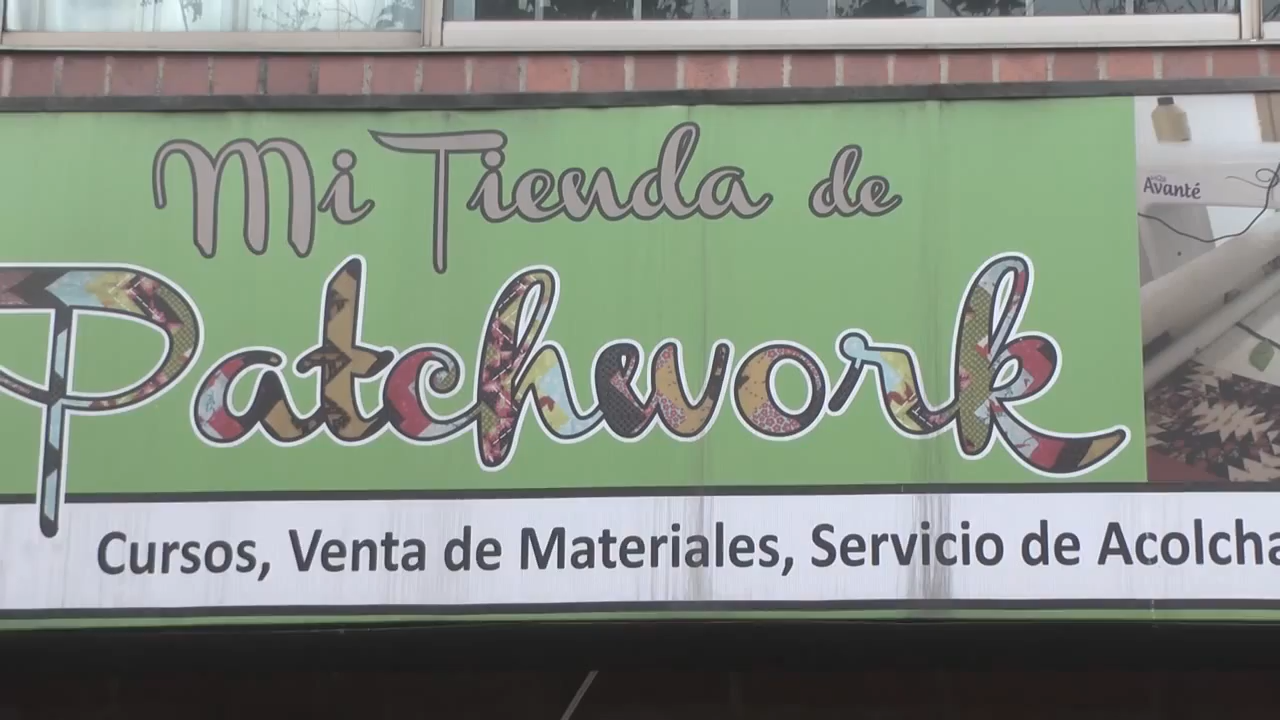 Mi Tienda de
Patchwork
Cursos, Venta de Materiales, Servicio de Acolcha
Avanté